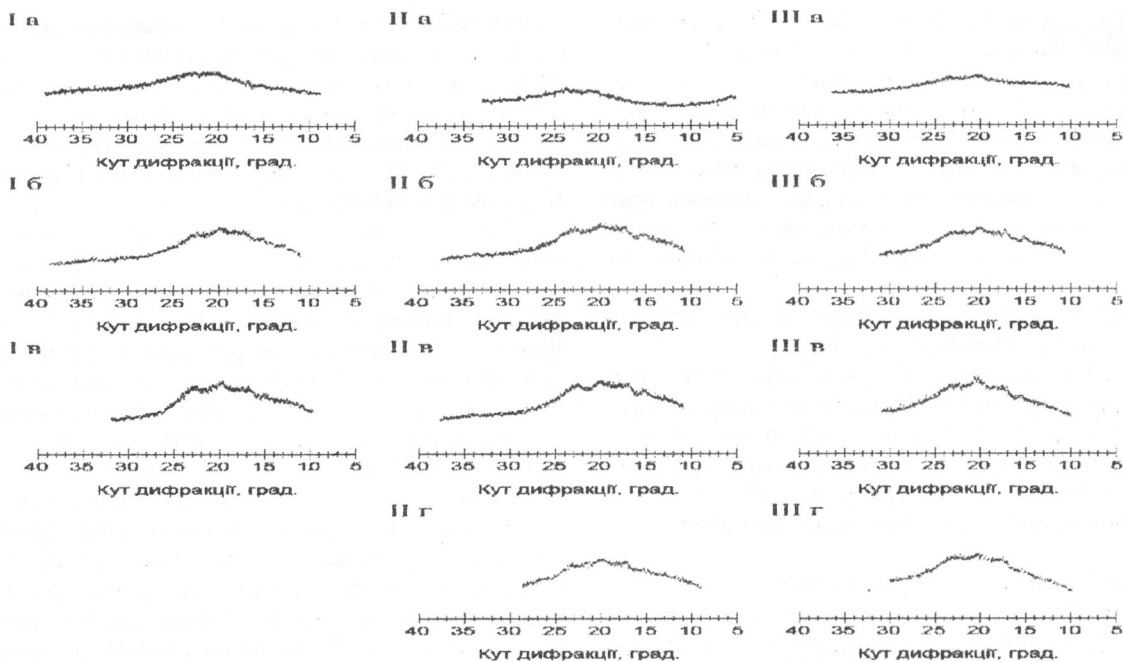 I а II а III а
40 35 30 25 20 15 10 5 40 35 30 25 20 15 10 5 40 35 30 25 20 15 10 5
Кут дифракції, град. Кут дифракції, град. Кут дифракції, град.
I б II б III б
40 35 30 25 20 15 10 5 40 35 30 25 20 15 10 5 40 35 30 25 20 15 10 5
Кут дифракції, град. Кут дифракції, град. Кут дифракції, град.
I в II в III в
40 35 30 25 20 15 10 5 40 35 30 25 20 15 10 5 40 35 30 25 20 15 10 5
Кут дифракції, град. Кут дифракції, град. Кут дифракції, град.
II г III г
40 35 30 25 20 15 10 5 40 35 30 25 20 15 10 5
Кут дифракції, град. Кут дифракції, град.